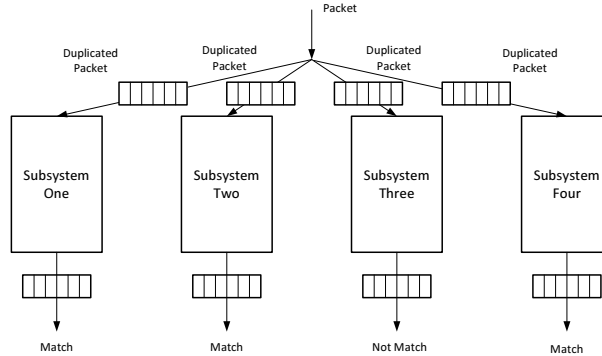 Packet
Duplicated
Packet
Duplicated
Packet
Duplicated
Packet
Duplicated
Packet
Subsystem
One
Subsystem
Two
Subsystem
Three
Subsystem
Four
Match
Match
Not Match
Match